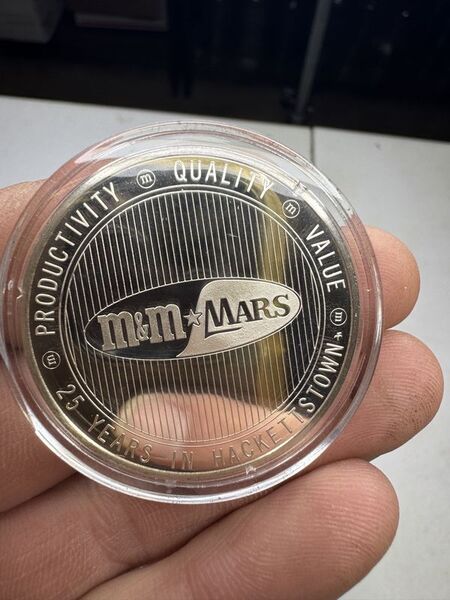 PRODUCTIVITY ⓜ QUALITY ⓜ VALUE ⓜ
m&m★MARS
ⓜ 25 YEARS IN HACKETTSTOWN